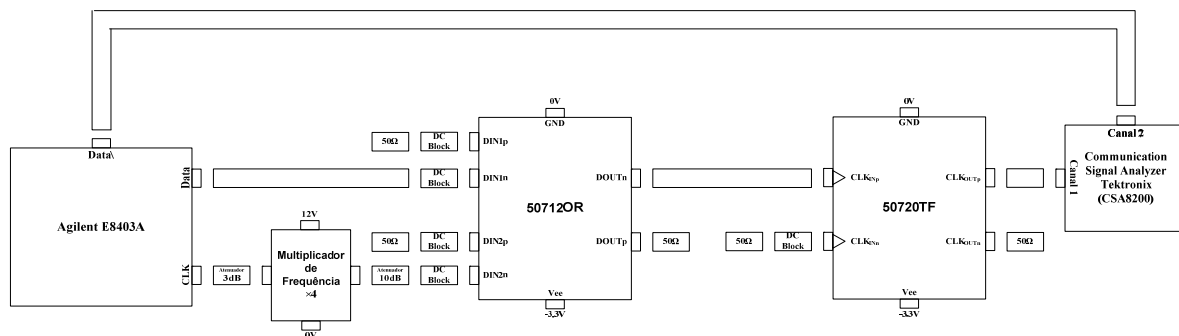 Data\
Data
Agilent E8403A
CLK
Atenuador
3dB
12V
Multiplicador
de
Frequência
×4
0V
Atenuador
10dB
50Ω
DC
Block
DC
Block
50Ω
DC
Block
DC
Block
0V
GND
DIN1p
DIN1n
DOUTn
50712OR
DIN2p
DOUTp
DIN2n
Vee
-3.3V
50Ω
50Ω
DC
Block
0V
GND
CLKINp
CLKOUTp
50720TF
CLKINn
CLKOUTn
Vee
-3.3V
50Ω
Canal 2
Canal 1
Communication
Signal Analyzer
Tektronix
(CSA8200)